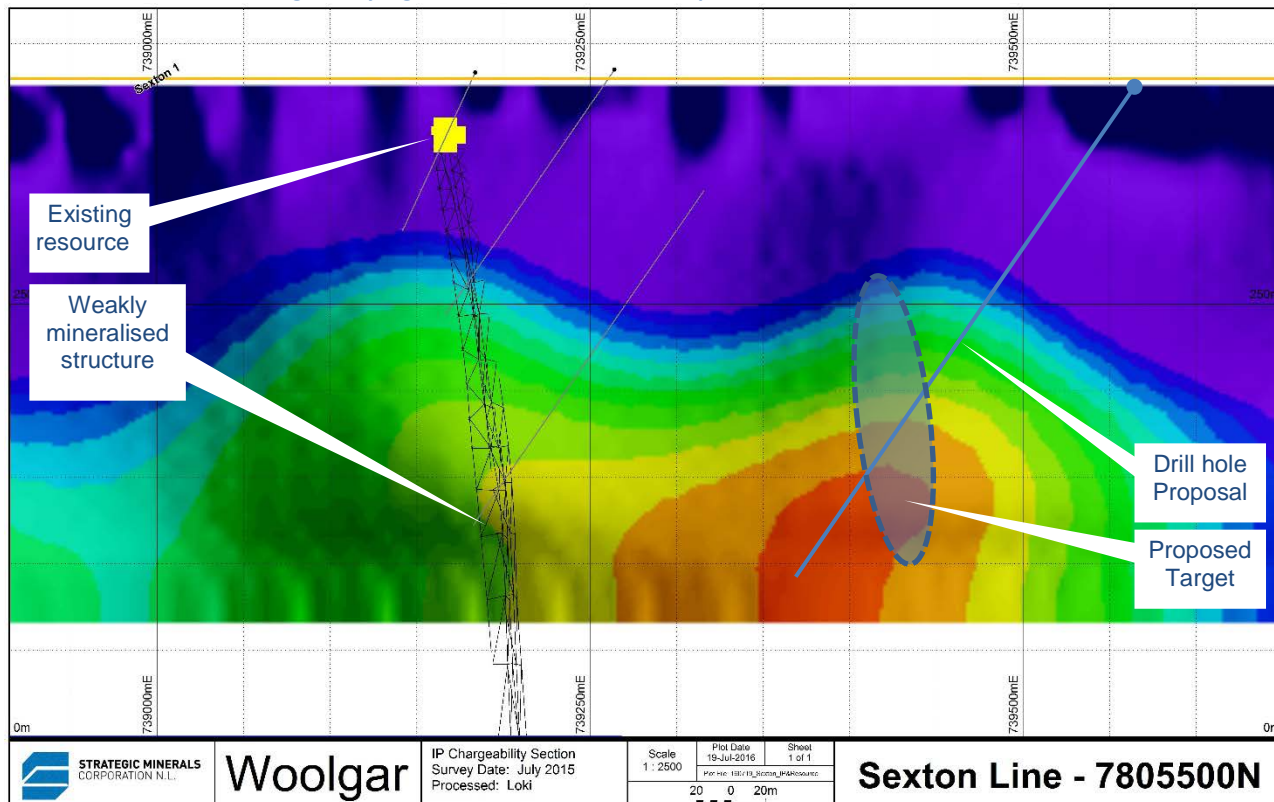 739000mE
739250mE
739500mE
Sexton 1
Existing
resource
Weakly
mineralised
structure
250m
Drill hole
Proposal
Proposed
Target
739000mE
739250mE
739500mE
0m
STRATEGIC MINERALS
CORPORATION N.L.
Woolgar
IP Chargeability Section
Survey Date: July 2015
Processed: Loki
Scale
1 : 2500
Plot Date
19-Jul-2016
Sheet
1 of 1
Plot File
20 0 20m
Sexton Line - 7805500N